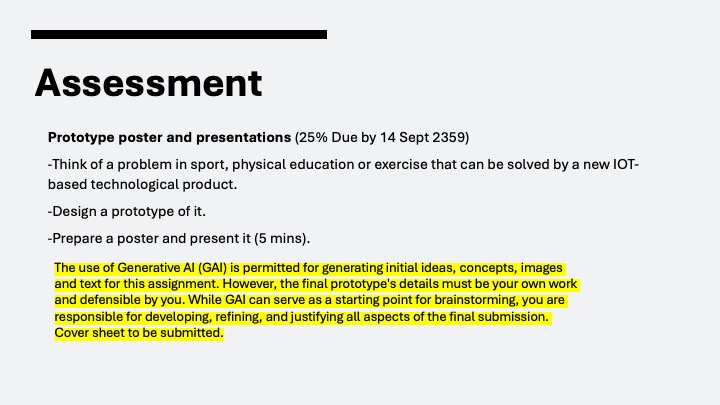 Assessment
Prototype poster and presentations (25% Due by 14 Sept 2359)
-Think of a problem in sport, physical education or exercise that can be solved by a new IOT-
based technological product.
-Design a prototype of it.
-Prepare a poster and present it (5 mins).
The use of Generative AI (GAI) is permitted for generating initial ideas, concepts, images
and text for this assignment. However, the final prototype's details must be your own work
and defensible by you. While GAI can serve as a starting point for brainstorming, you are
responsible for developing, refining, and justifying all aspects of the final submission.
Cover sheet to be submitted.